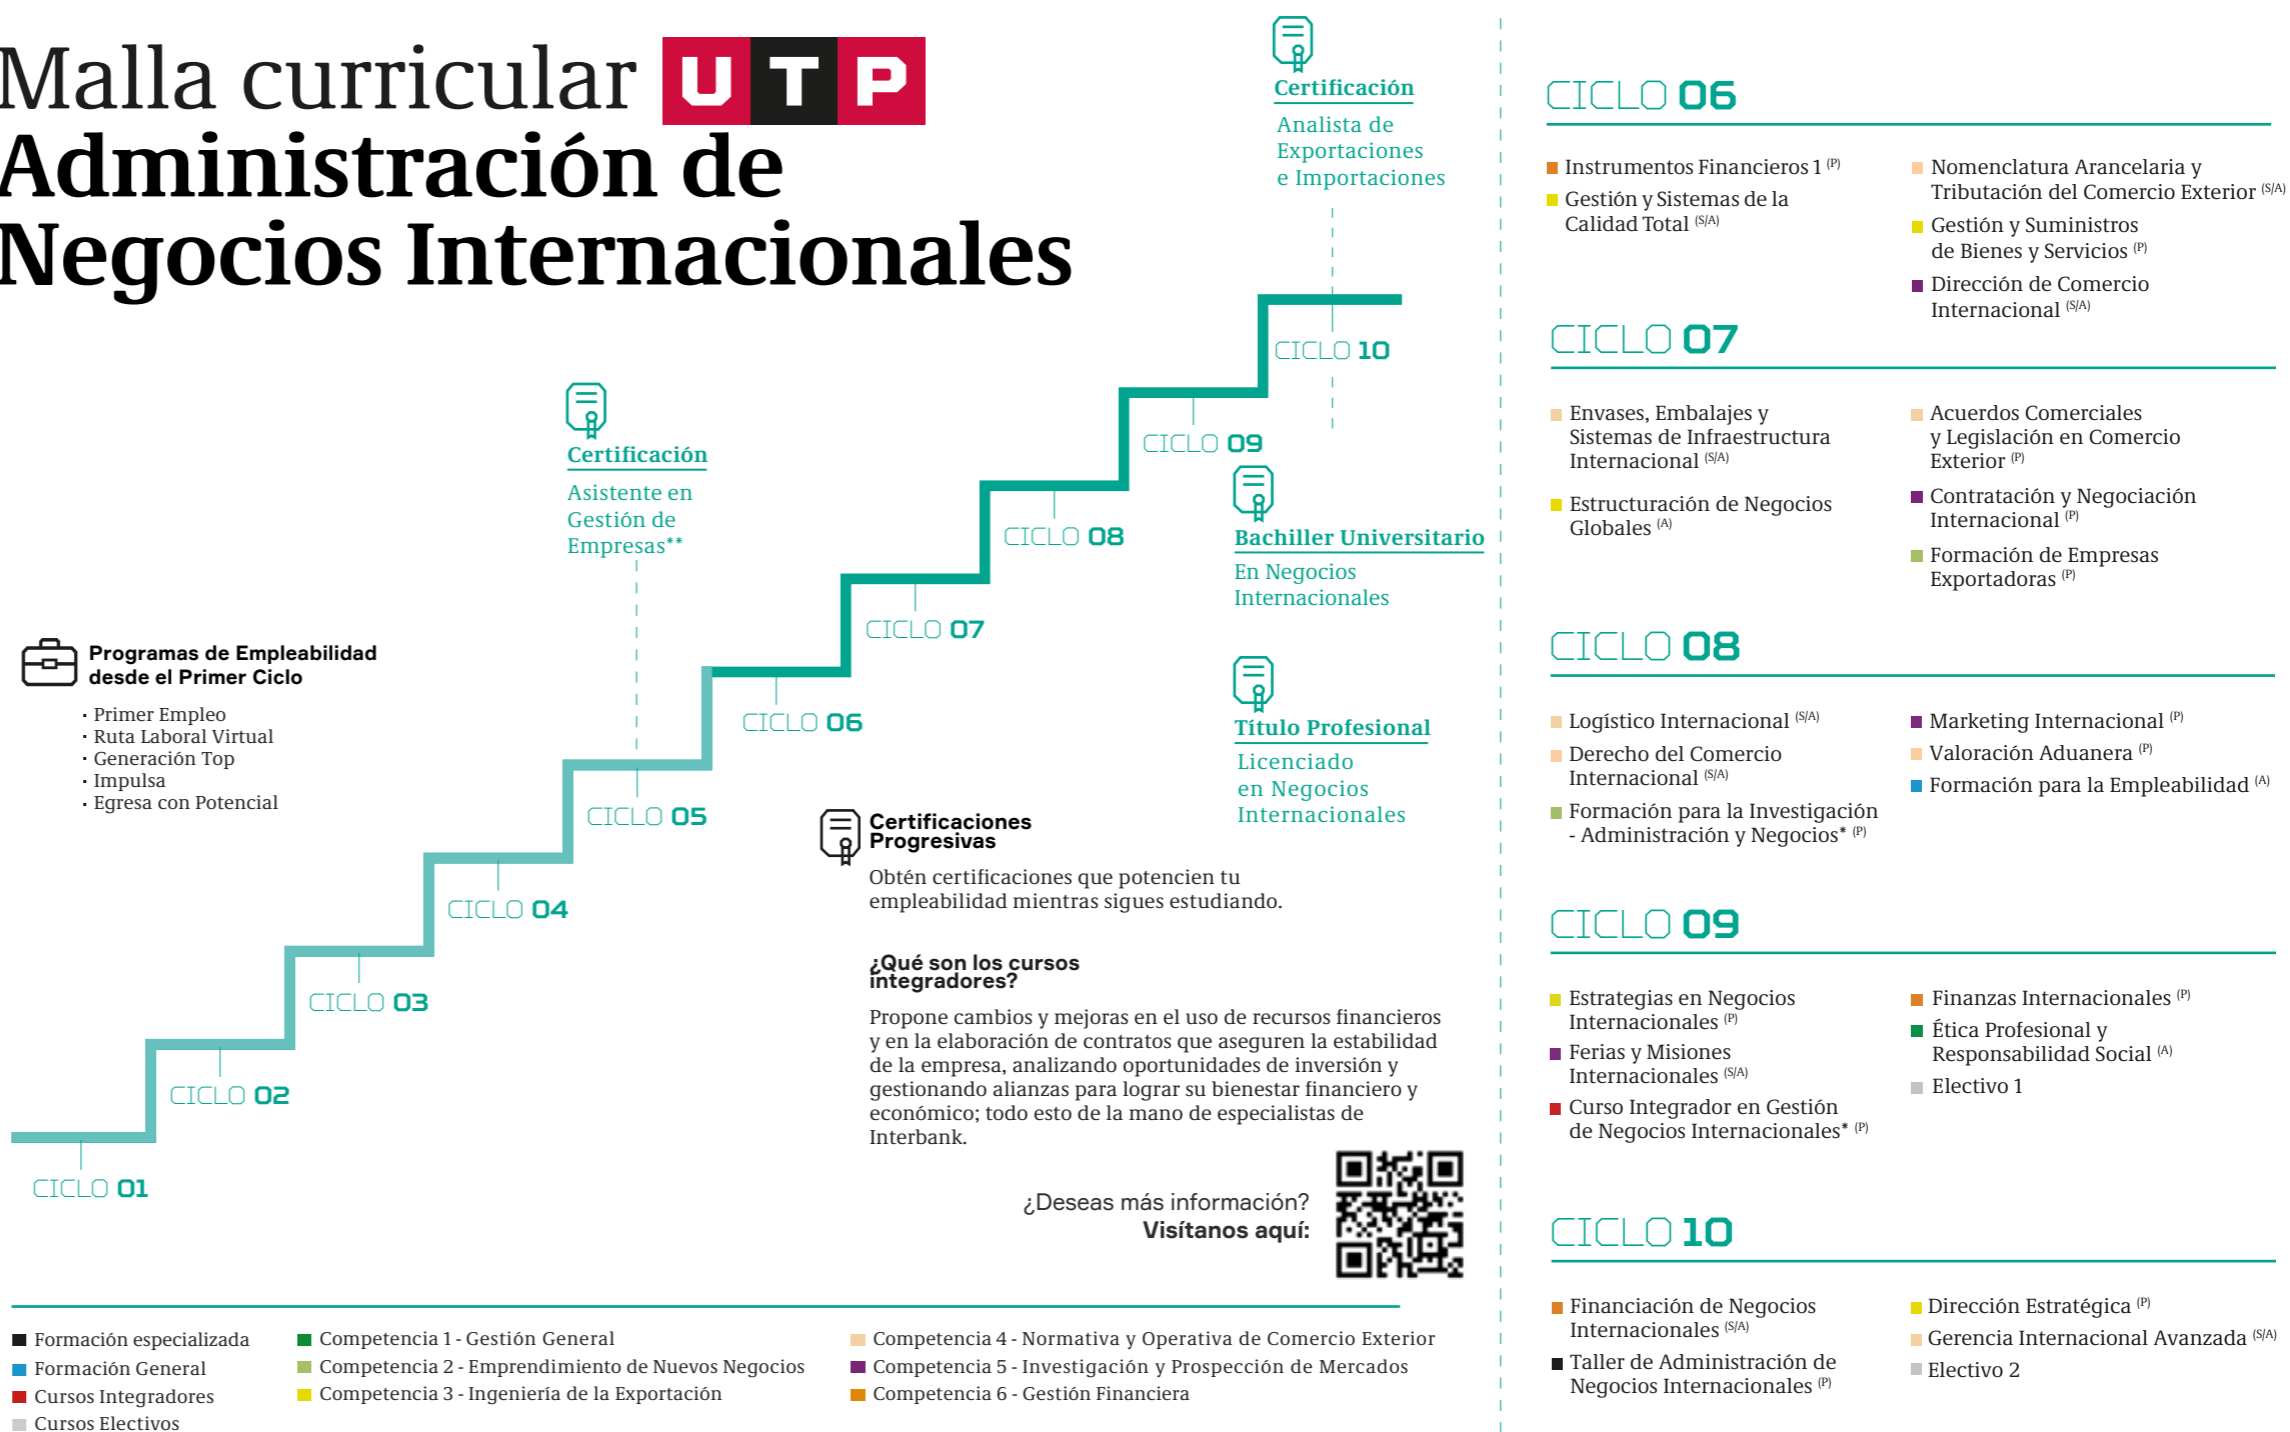 Malla curricular UTP
Administración de
Negocios Internacionales
Certificación
Analista de
Exportaciones
e Importaciones
CICLO 10
CICLO 09
CICLO 08
CICLO 07
CICLO 06
CICLO 05
CICLO 04
CICLO 03
CICLO 02
CICLO 01
Certificación
Asistente en
Gestión de
Empresas**
Bachiller Universitario
En Negocios
Internacionales
Título Profesional
Licenciado
en Negocios
Internacionales
Programas de Empleabilidad
desde el Primer Ciclo
· Primer Empleo
· Ruta Laboral Virtual
· Generación Top
· Impulsa
· Egresa con Potencial
Certificaciones
Progresivas
Obtén certificaciones que potencien tu
empleabilidad mientras sigues estudiando.
¿Qué son los cursos
integradores?
Propone cambios y mejoras en el uso de recursos financieros
y en la elaboración de contratos que aseguren la estabilidad
de la empresa, analizando oportunidades de inversión y
gestionando alianzas para lograr su bienestar financiero y
económico; todo esto de la mano de especialistas de
Interbank.
¿Deseas más información?
Visítanos aquí:
Formación especializada
Formación General
Cursos Integradores
Cursos Electivos
Competencia 1 - Gestión General
Competencia 2 - Emprendimiento de Nuevos Negocios
Competencia 3 - Ingeniería de la Exportación
Competencia 4 - Normativa y Operativa de Comercio Exterior
Competencia 5 - Investigación y Prospección de Mercados
Competencia 6 - Gestión Financiera
CICLO 06
Instrumentos Financieros 1 (P)
Gestión y Sistemas de la
Calidad Total (S/A)
Nomenclatura Arancelaria y
Tributación del Comercio Exterior (S/A)
Gestión y Suministros
de Bienes y Servicios (P)
Dirección de Comercio
Internacional (S/A)
CICLO 07
Envases, Embalajes y
Sistemas de Infraestructura
Internacional (S/A)
Estructuración de Negocios
Globales (A)
Acuerdos Comerciales
y Legislación en Comercio
Exterior (P)
Contratación y Negociación
Internacional (P)
Formación de Empresas
Exportadoras (P)
CICLO 08
Logístico Internacional (S/A)
Derecho del Comercio
Internacional (S/A)
Formación para la Investigación
- Administración y Negocios* (P)
Marketing Internacional (P)
Valoración Aduanera (P)
Formación para la Empleabilidad (A)
CICLO 09
Estrategias en Negocios
Internacionales (P)
Ferias y Misiones
Internacionales (S/A)
Curso Integrador en Gestión
de Negocios Internacionales* (P)
Finanzas Internacionales (P)
Ética Profesional y
Responsabilidad Social (A)
Electivo 1
CICLO 10
Financiación de Negocios
Internacionales (S/A)
Taller de Administración de
Negocios Internacionales (P)
Dirección Estratégica (P)
Gerencia Internacional Avanzada (S/A)
Electivo 2